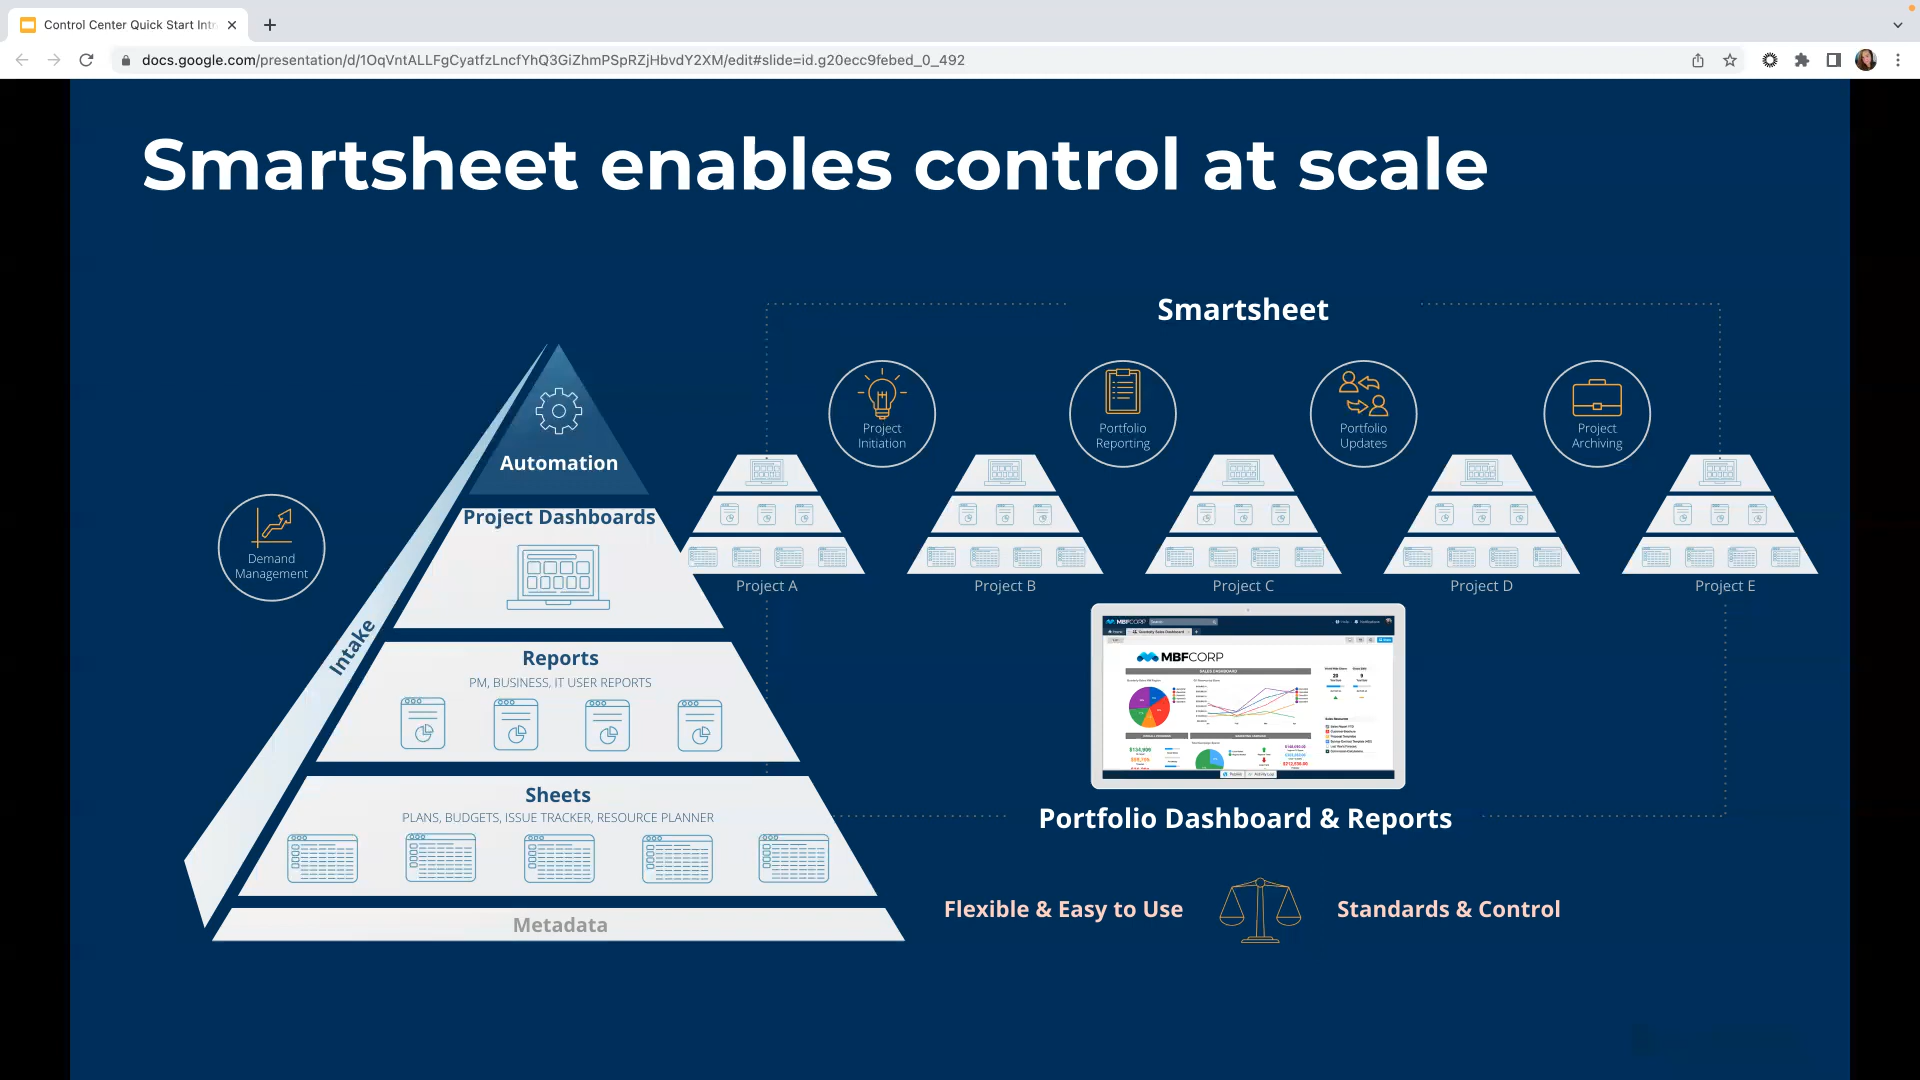 Control Center Quick Start Intr
docs.google.com/presentation/d/1OqVntALLFgCyatfzLncfYhQ3GiZhmPSpRZjHbvdY2XM/edit#slide=id.g20ecc9febed_0_492
Smartsheet enables control at scale
Smartsheet
Project
Initiation
Portfolio
Reporting
Portfolio
Updates
Project
Archiving
Automation
Project Dashboards
Demand
Management
Intake
Project A
Project B
Project C
Project D
Project E
Reports
PM, BUSINESS, IT USER REPORTS
MBFCORP
MBFCORP
SALES DASHBOARD
Sheets
PLANS, BUDGETS, ISSUE TRACKER, RESOURCE PLANNER
Portfolio Dashboard & Reports
Metadata
Flexible & Easy to Use
Standards & Control